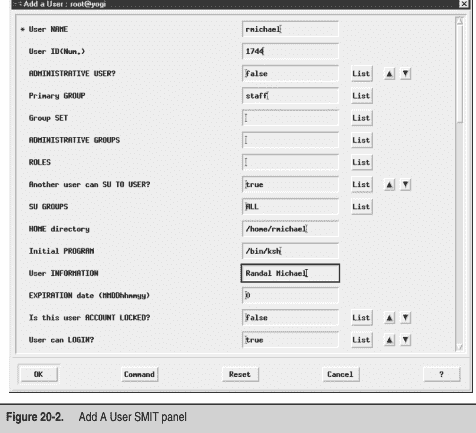 Add a User : root@yogi
* User NAME rmichael
User ID(Num.) 1744
ADMINISTRATIVE USER? false List
Primary GROUP staff List
Group SET List
ADMINISTRATIVE GROUPS List
ROLES List
Another user can SU TO USER? true List
SU GROUPS ALL List
HOME directory /home/rmichael
Initial PROGRAM /bin/ksh
User INFORMATION Randal Michael
EXPIRATION date (MMDDhhmmyy) 0
Is this user ACCOUNT LOCKED? false List
User can LOGIN? true List
OK Command Reset Cancel ?
Figure 20-2. Add A User SMIT panel